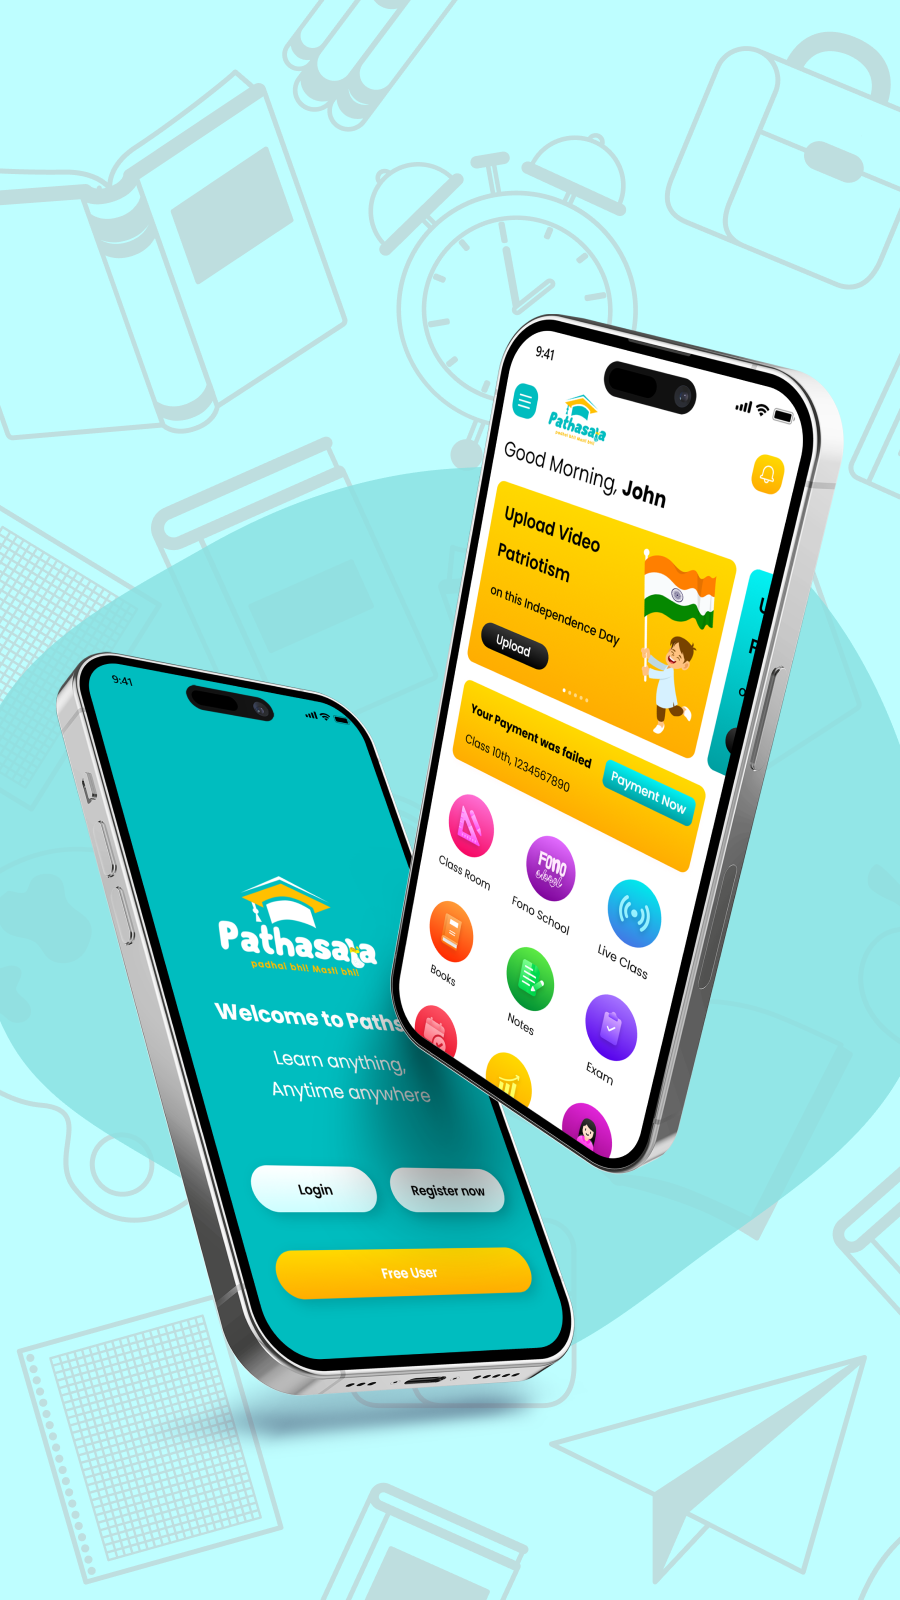 9:41
Pathasala
padhai bhi! Masti bhi!
Good Morning, John
Upload Video
Patriotism
on this Independence Day
Upload
Your Payment was failed
Class 10th, 1234567890
Payment Now
Class Room
Fono
Fono School
Live Class
Books
Notes
Exam
9:41
Pathasala
padhai bhi! Masti bhi!
Welcome to Paths
Learn anything,
Anytime anywhere
Login
Register now
Free User